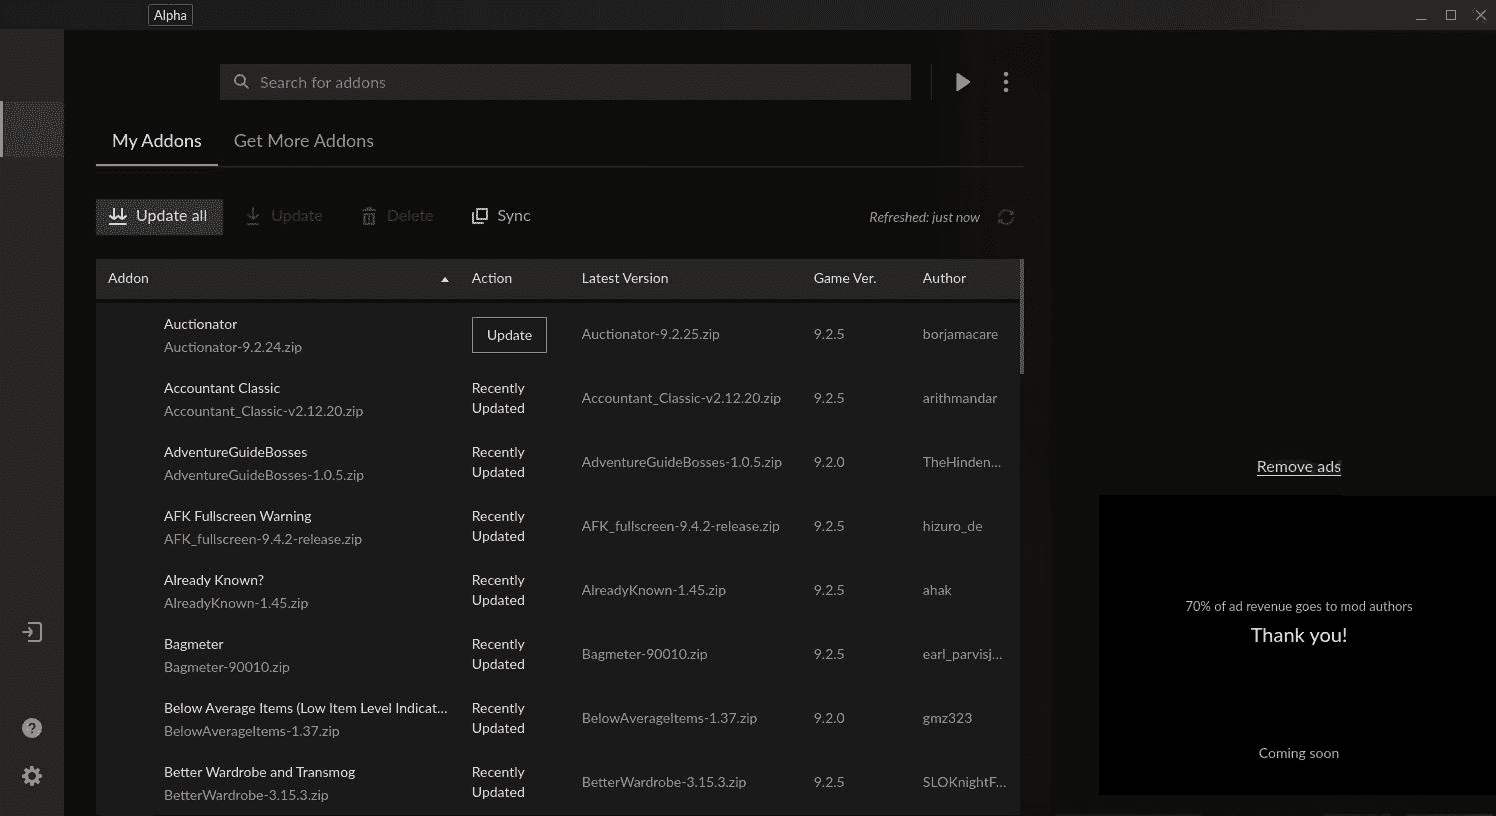 Alpha
Search for addons
My Addons Get More Addons
Update all Update Delete Sync Refreshed: just now
Addon Action Latest Version Game Ver. Author
Auctionator
Auctionator-9.2.24.zip
Update
Auctionator-9.2.25.zip
9.2.5
borjamacare
Accountant Classic
Accountant_Classic-v2.12.20.zip
Recently
Updated
Accountant_Classic-v2.12.20.zip
9.2.5
arithmandar
AdventureGuideBosses
AdventureGuideBosses-1.0.5.zip
Recently
Updated
AdventureGuideBosses-1.0.5.zip
9.2.0
TheHinden...
AFK Fullscreen Warning
AFK_fullscreen-9.4.2-release.zip
Recently
Updated
AFK_fullscreen-9.4.2-release.zip
9.2.5
hizuro_de
Already Known?
AlreadyKnown-1.45.zip
Recently
Updated
AlreadyKnown-1.45.zip
9.2.5
ahak
Bagmeter
Bagmeter-90010.zip
Recently
Updated
Bagmeter-90010.zip
9.2.5
earl_parvisj...
Below Average Items (Low Item Level Indicat...
BelowAverageItems-1.37.zip
Recently
Updated
BelowAverageItems-1.37.zip
9.2.0
gmz323
Better Wardrobe and Transmog
BetterWardrobe-3.15.3.zip
Recently
Updated
BetterWardrobe-3.15.3.zip
9.2.5
SLOKnightF...
Remove ads
70% of ad revenue goes to mod authors
Thank you!
Coming soon